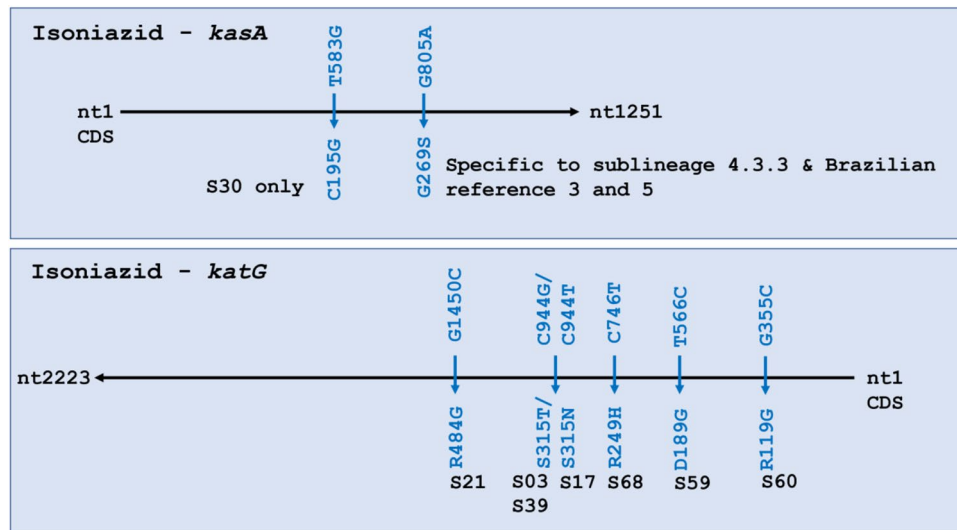 Isoniazid - kasA
T583G
G805A
nt1
CDS
nt1251
C195G
G269S
S30 only
Specific to sublineage 4.3.3 & Brazilian
reference 3 and 5
Isoniazid - katG
G1450C
C944G/
C944T
C746T
T566C
G355C
nt2223
nt1
CDS
R484G
S315T/
S315N
R249H
D189G
R119G
S21
S03
S39
S17
S68
S59
S60